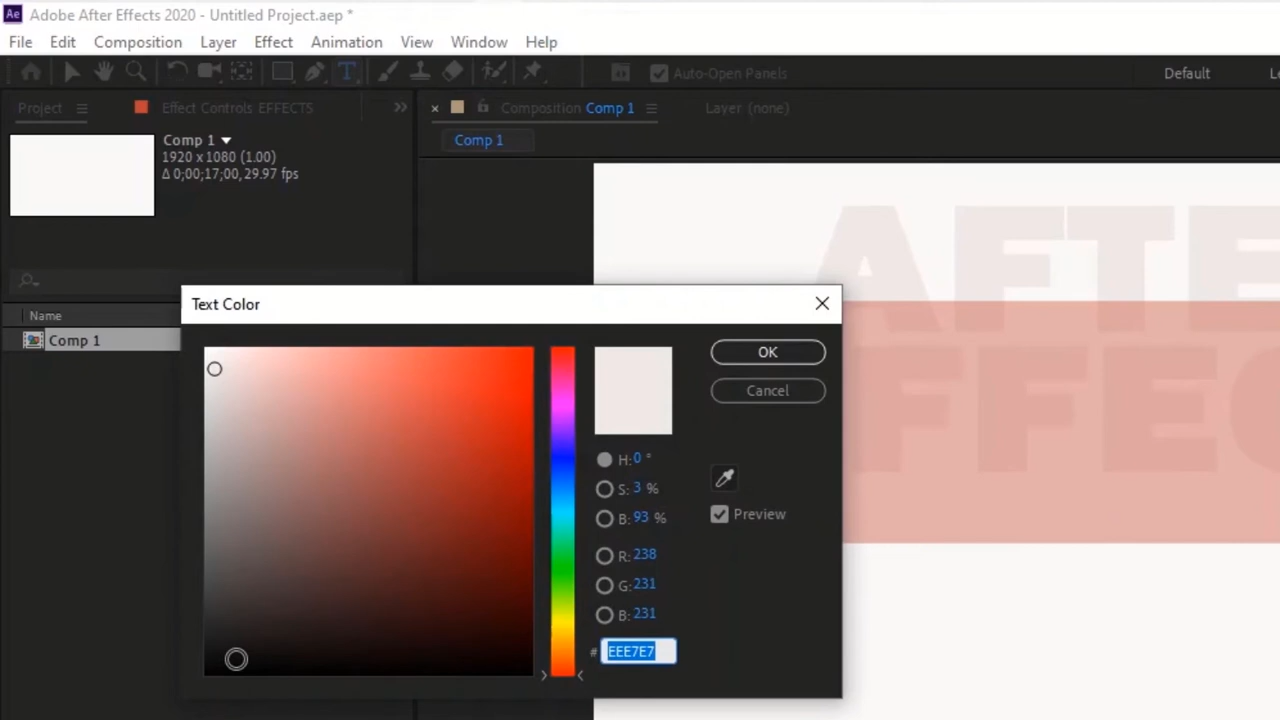 Ae Adobe After Effects 2020 - Untitled Project.aep *
File Edit Composition Layer Effect Animation View Window Help
T Auto-Open Panels Default
Project Effect Controls EFFECTS » × Composition Comp 1 Layer (none)
Comp 1
Comp 1
1920 x 1080 (1.00)
Δ 0;00;17;00, 29.97 fps
AFTE
EFFEC
Name
Comp 1
Text Color
OK
Cancel
H: 0 °
S: 3 %
B: 93 %
Preview
R: 238
G: 231
B: 231
# EEE7E7